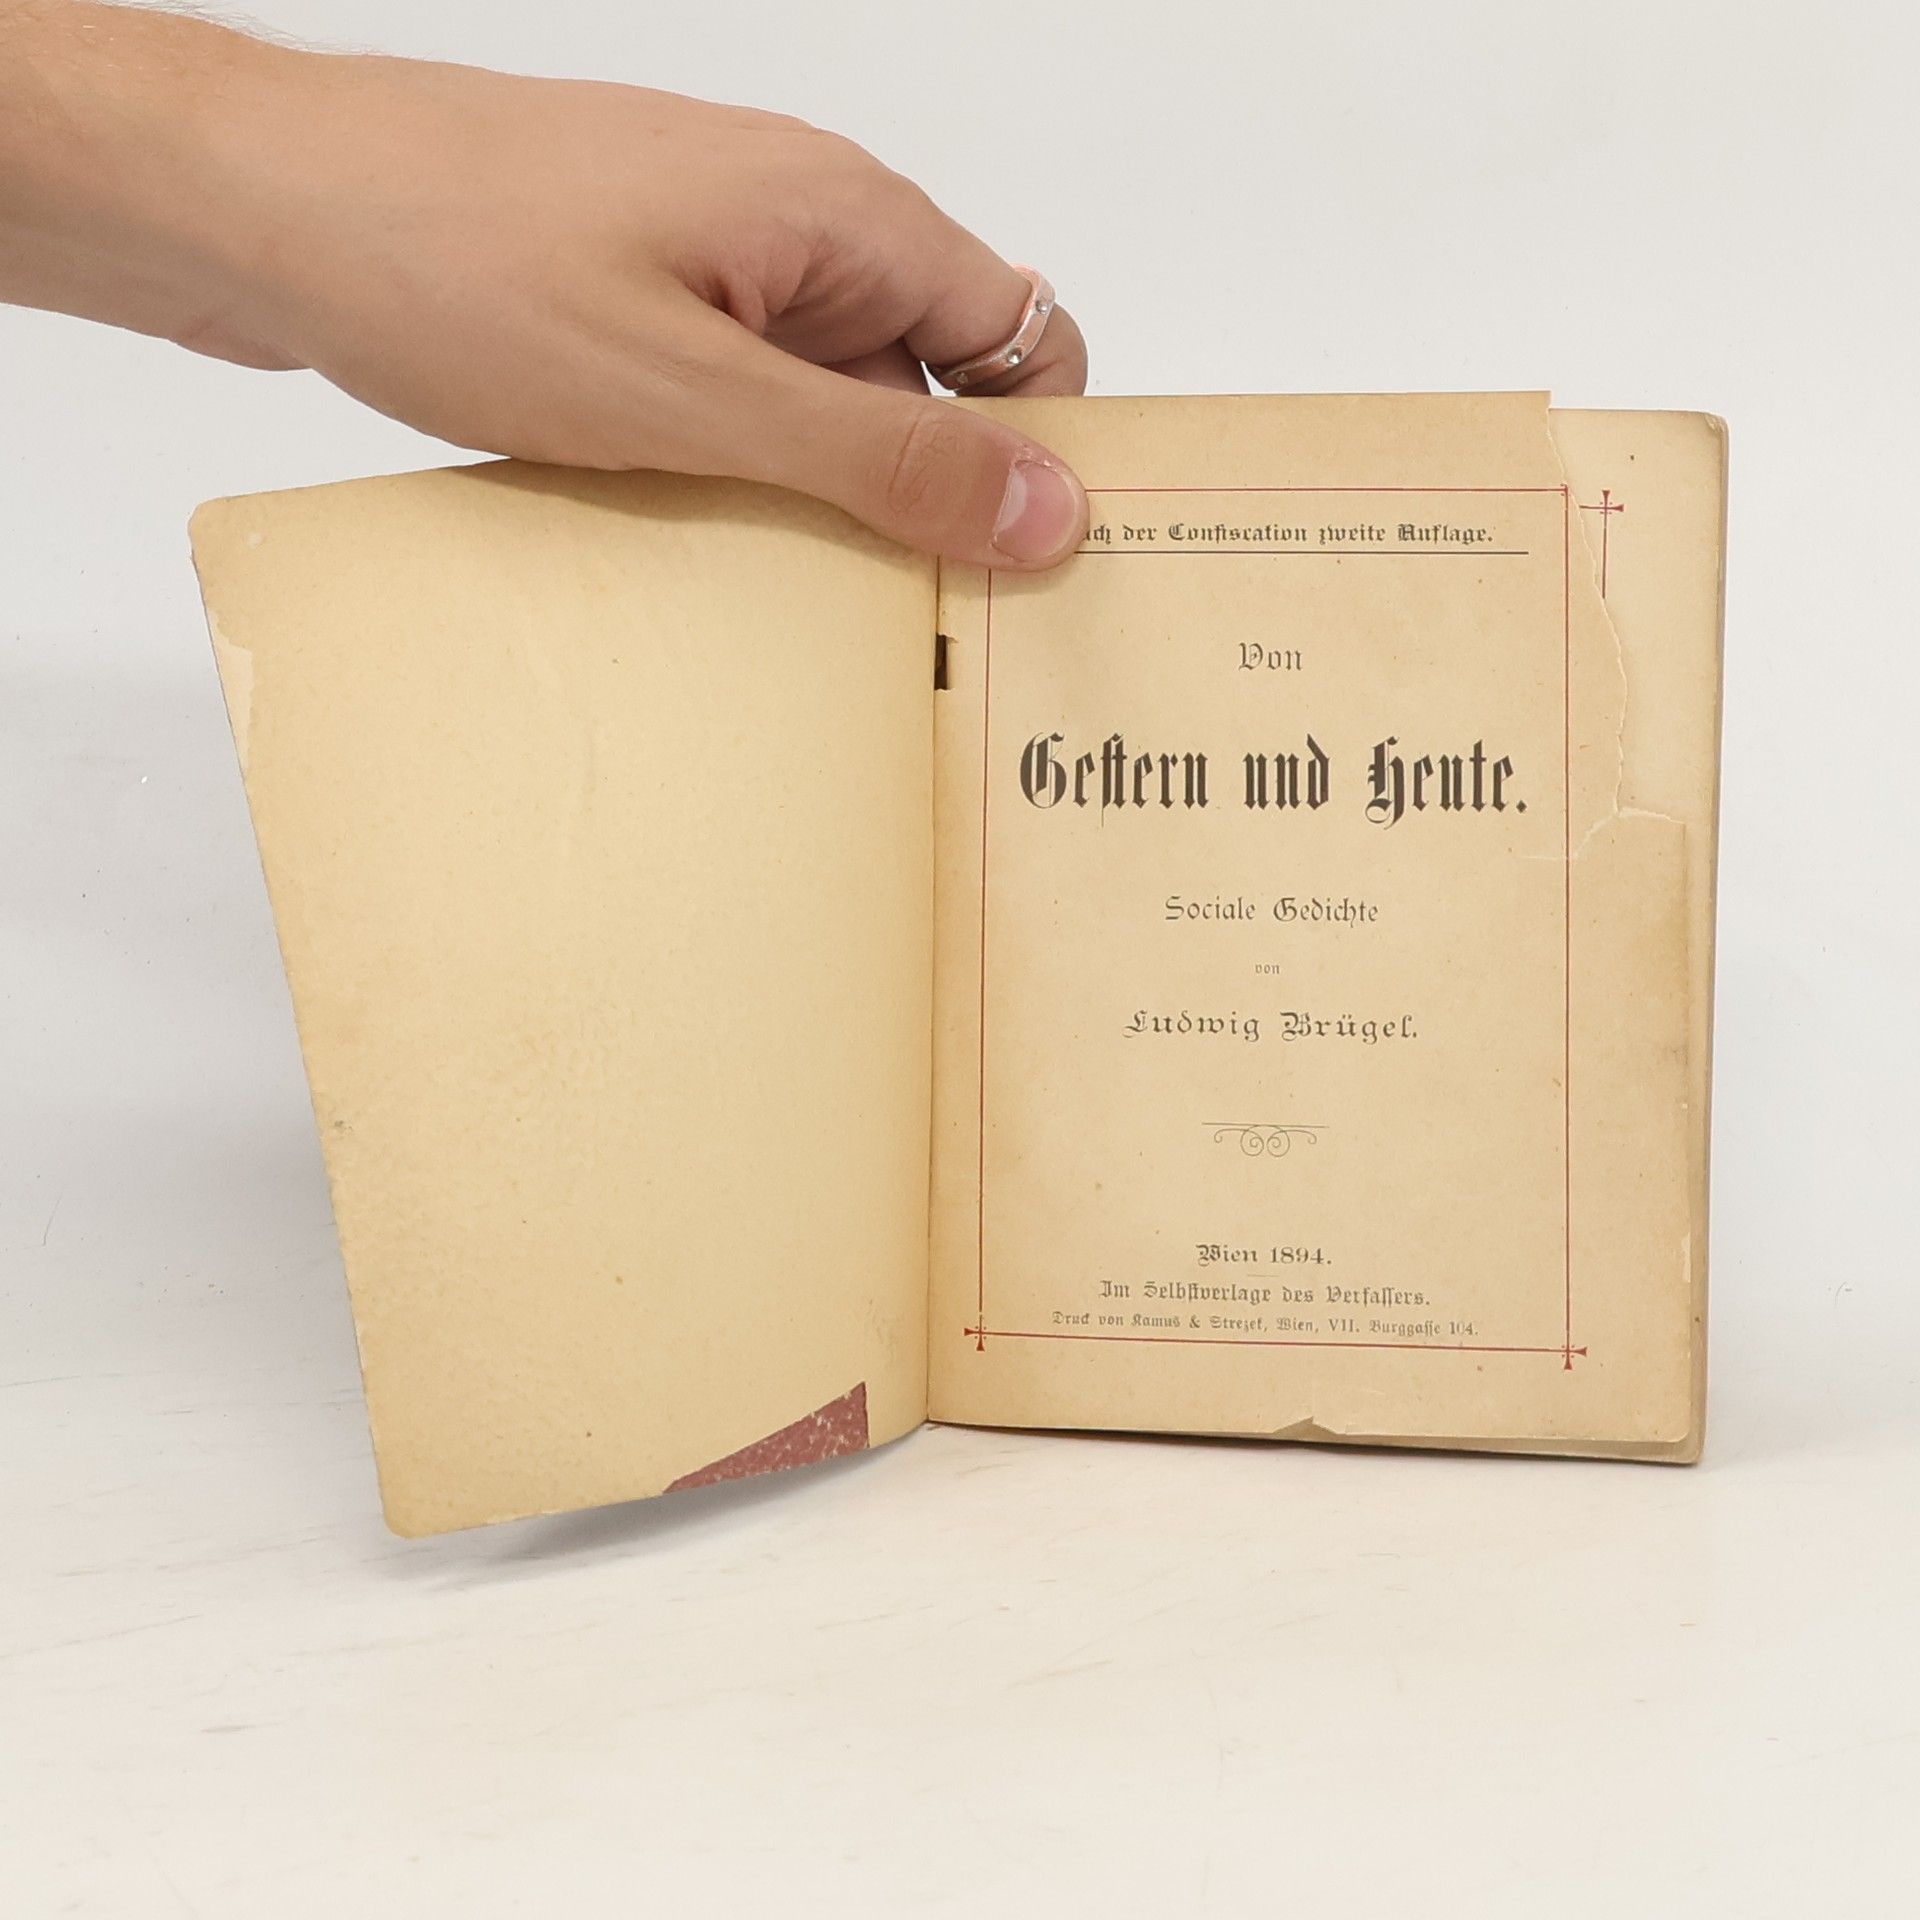 der Confiscation zweite Auflage.
Von
Gestern und Heute.
Sociale Gedichte
von
Ludwig Brügel.
Wien 1894.
Im Selbstverlage des Verfassers.
Druck von Kamus & Strezek, Wien, VII. Burggasse 104.